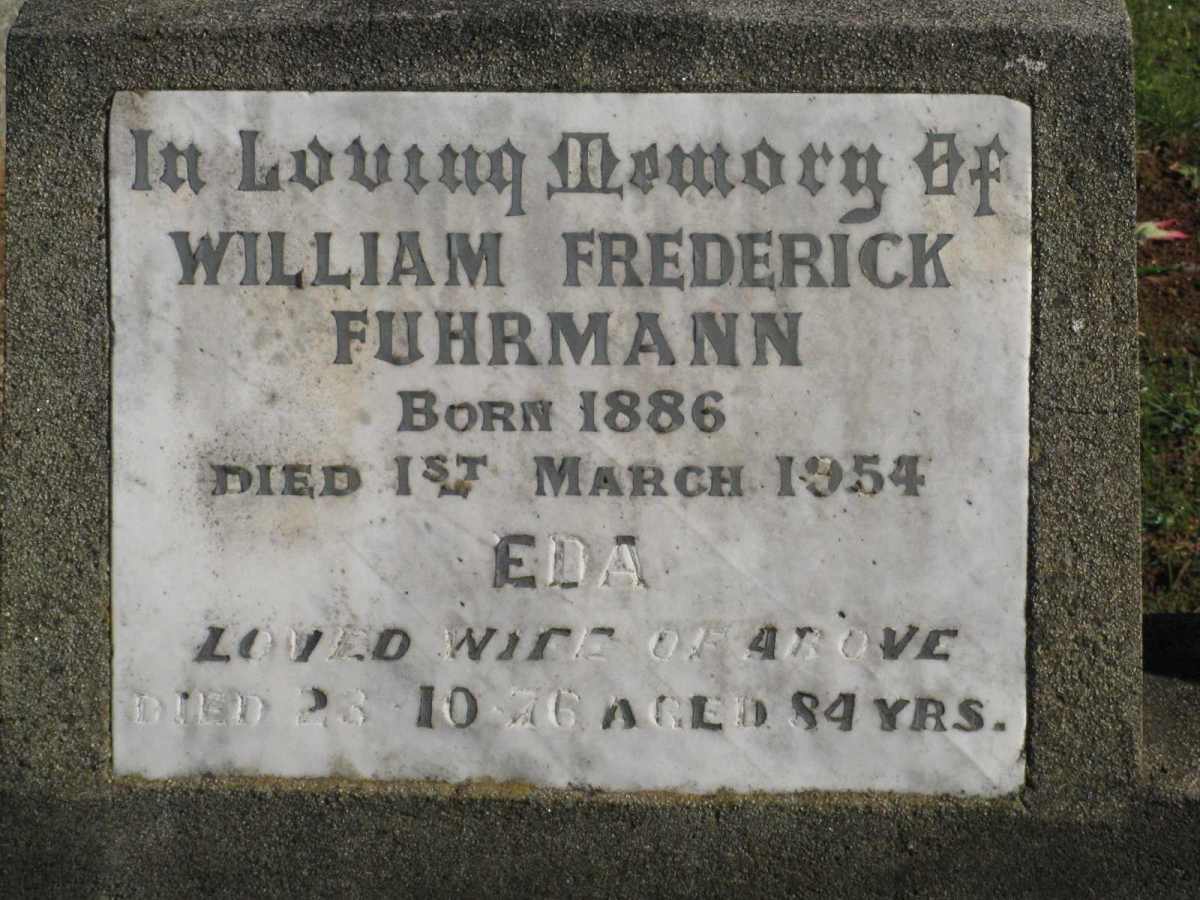 In Loving Memory Of
WILLIAM FREDERICK
FUHRMANN
BORN 1886
DIED 1ST MARCH 1954
EDA
LOVED WIFE OF ABOVE
DIED 23-10-76 AGED 84 YRS.